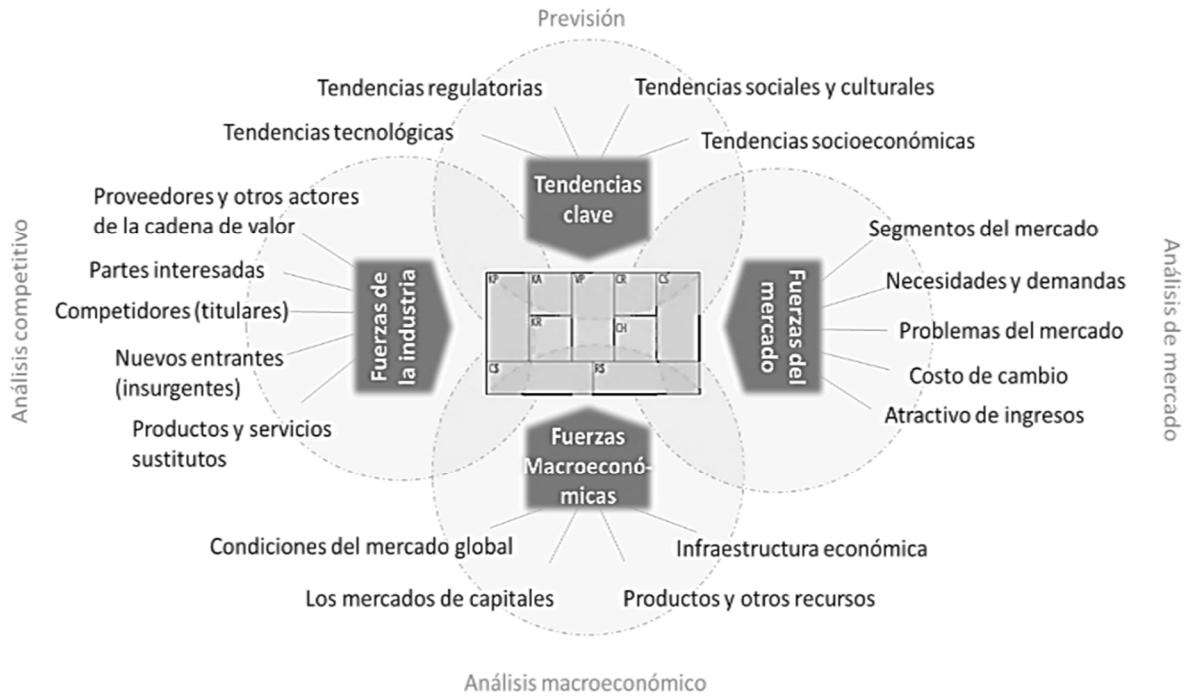 Previsión
Tendencias regulatorias
Tendencias sociales y culturales
Tendencias tecnológicas
Tendencias socioeconómicas
Tendencias
clave
Análisis competitivo
Proveedores y otros actores
de la cadena de valor
Partes interesadas
Competidores (titulares)
Nuevos entrantes
(insurgentes)
Productos y servicios
sustitutos
Fuerzas de
la industria
KP
KA
VP
CR
CS
KR
CH
C$
R$
Fuerzas del
mercado
Segmentos del mercado
Necesidades y demandas
Problemas del mercado
Costo de cambio
Atractivo de ingresos
Análisis de mercado
Fuerzas
Macroeconó-
micas
Condiciones del mercado global
Infraestructura económica
Los mercados de capitales
Productos y otros recursos
Análisis macroeconómico